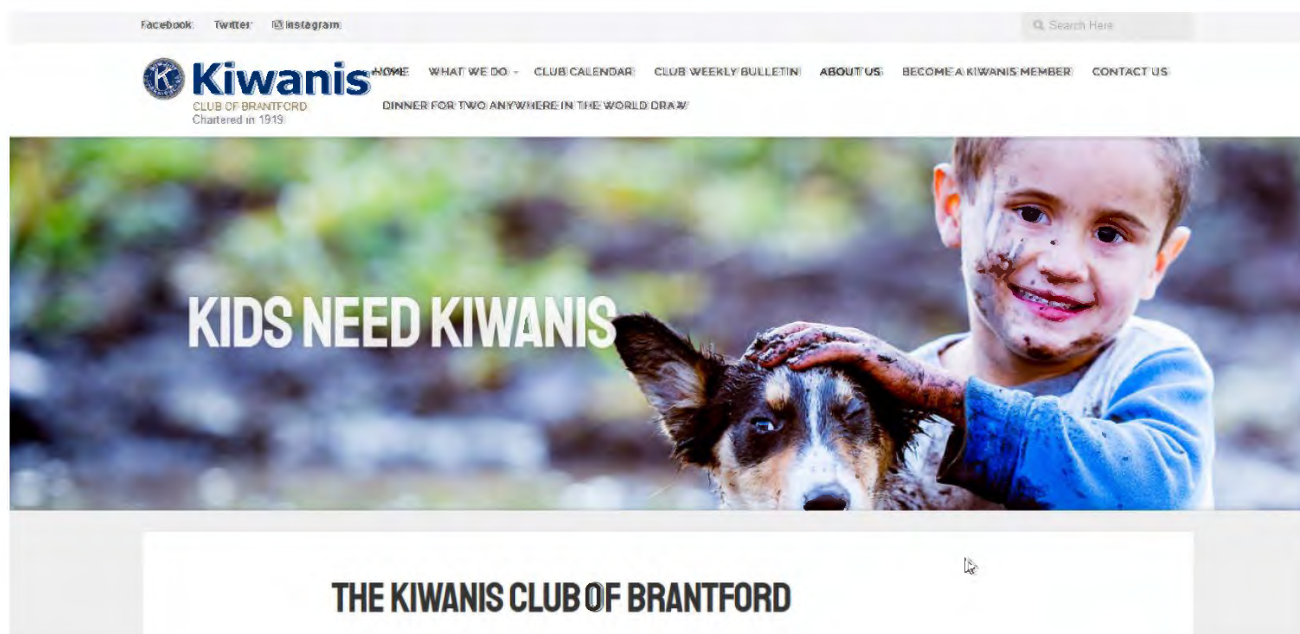 Facebook Twitter Instagram Search Here
Kiwanis
CLUB OF BRANTFORD
Chartered in 1919
HOME WHAT WE DO CLUB CALENDAR CLUB WEEKLY BULLETIN ABOUT US BECOME A KIWANIS MEMBER CONTACT US
DINNER FOR TWO ANYWHERE IN THE WORLD DRAW
KIDS NEED KIWANIS
THE KIWANIS CLUB OF BRANTFORD